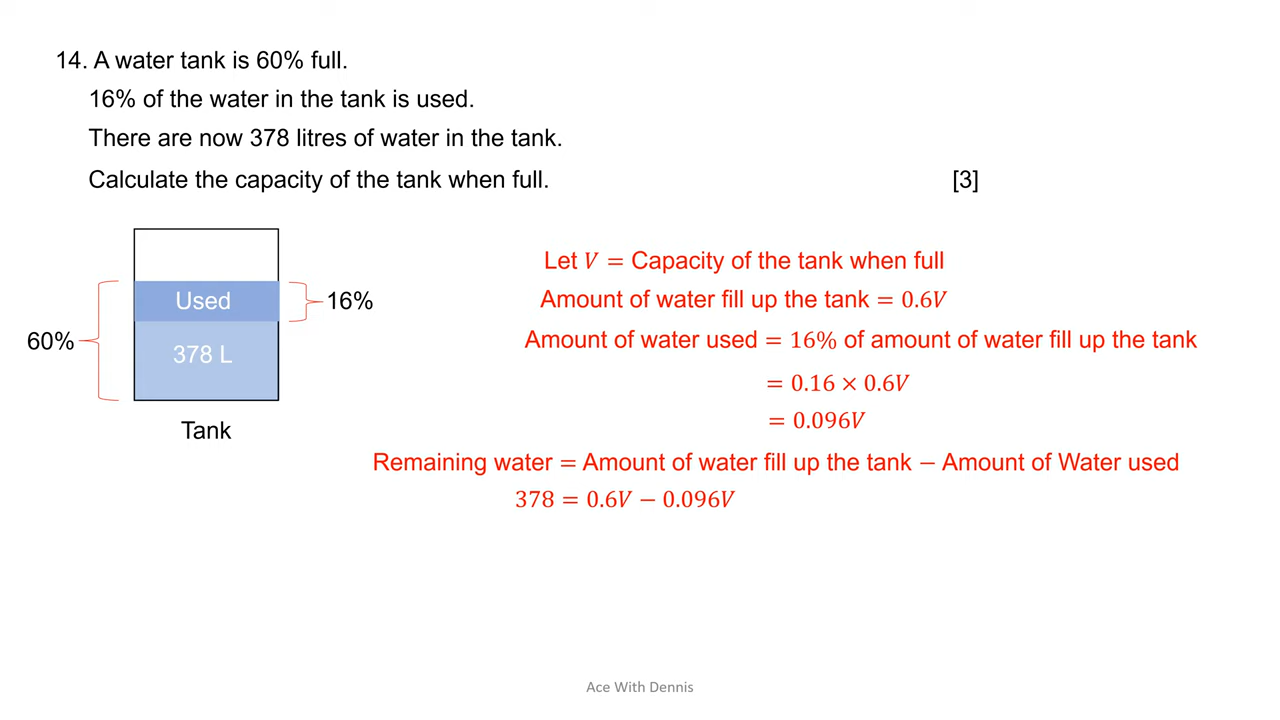 14. A water tank is 60% full.
16% of the water in the tank is used.
There are now 378 litres of water in the tank.
Calculate the capacity of the tank when full. [3]
Used
16%
60%
378 L
Tank
Let 𝑉 = Capacity of the tank when full
Amount of water fill up the tank = 0.6𝑉
Amount of water used = 16% of amount of water fill up the tank
= 0.16 × 0.6𝑉
= 0.096𝑉
Remaining water = Amount of water fill up the tank − Amount of Water used
378 = 0.6𝑉 − 0.096𝑉
Ace With Dennis